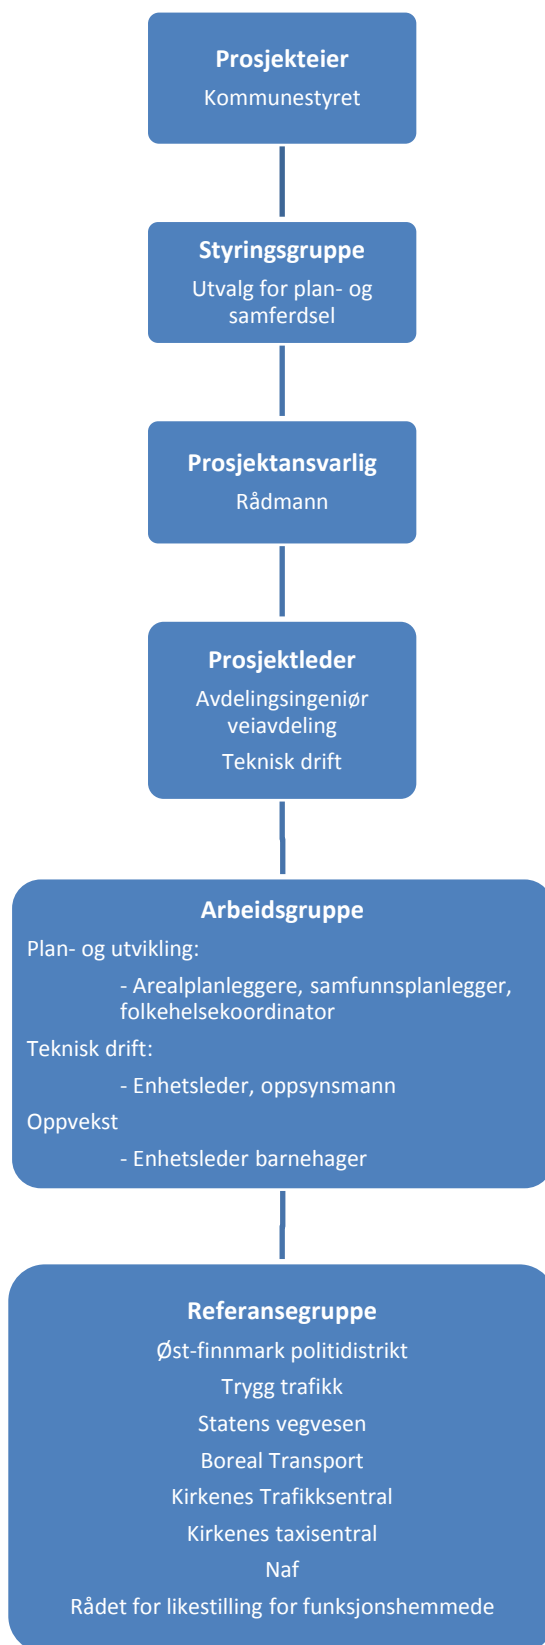 Prosjekteier
Kommunestyret
Styringsgruppe
Utvalg for plan- og
samferdsel
Prosjektansvarlig
Rådmann
Prosjektleder
Avdelingsingeniør
veiavdeling
Teknisk drift
Arbeidsgruppe
Plan- og utvikling:
- Arealplanleggere, samfunnsplanlegger,
folkehelsekoordinator
Teknisk drift:
- Enhetsleder, oppsynsmann
Oppvekst
- Enhetsleder barnehager
Referansegruppe
Øst-finnmark politidistrikt
Trygg trafikk
Statens vegvesen
Boreal Transport
Kirkenes Trafikksentral
Kirkenes taxisentral
Naf
Rådet for likestilling for funksjonshemmede